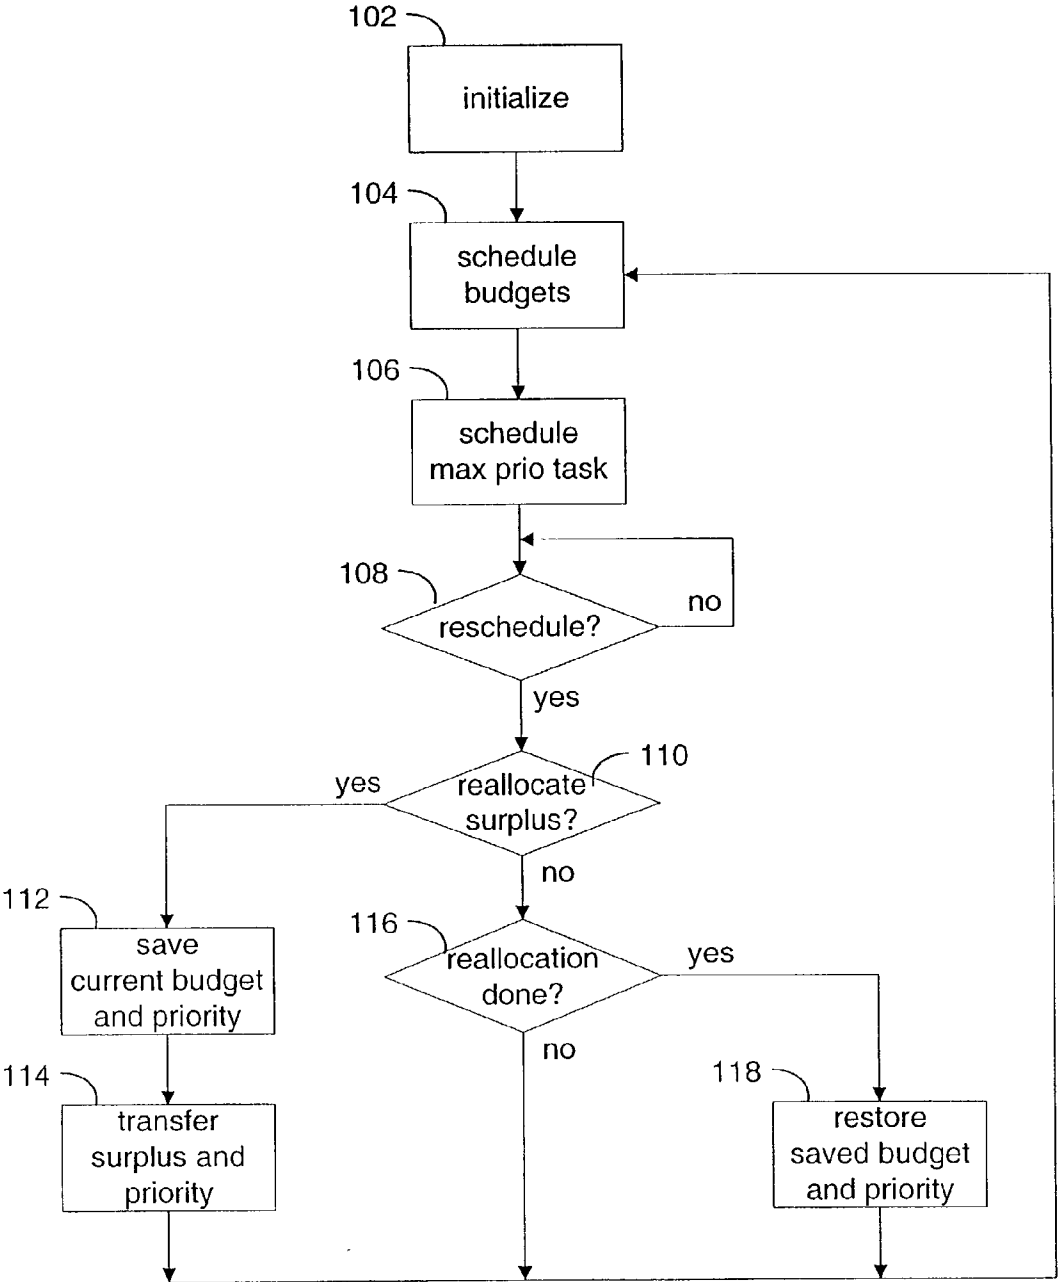 102
initialize
104
schedule
budgets
106
schedule
max prio task
108
reschedule?
no
yes
110
reallocate
surplus?
yes
no
112
save
current budget
and priority
114
transfer
surplus and
priority
116
reallocation
done?
yes
no
118
restore
saved budget
and priority